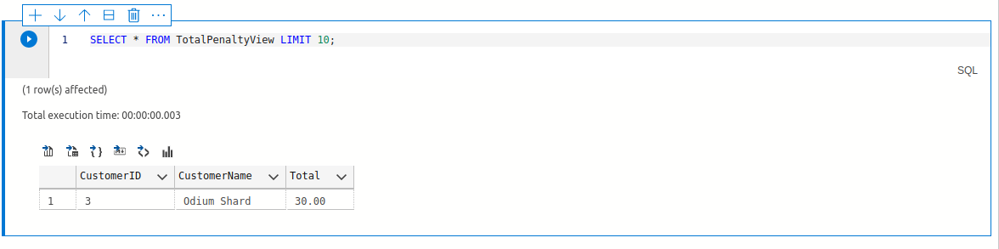 1 SELECT * FROM TotalPenaltyView LIMIT 10;
SQL
(1 row(s) affected)
Total execution time: 00:00:00.003
CustomerID CustomerName Total
1 3 Odium Shard 30.00